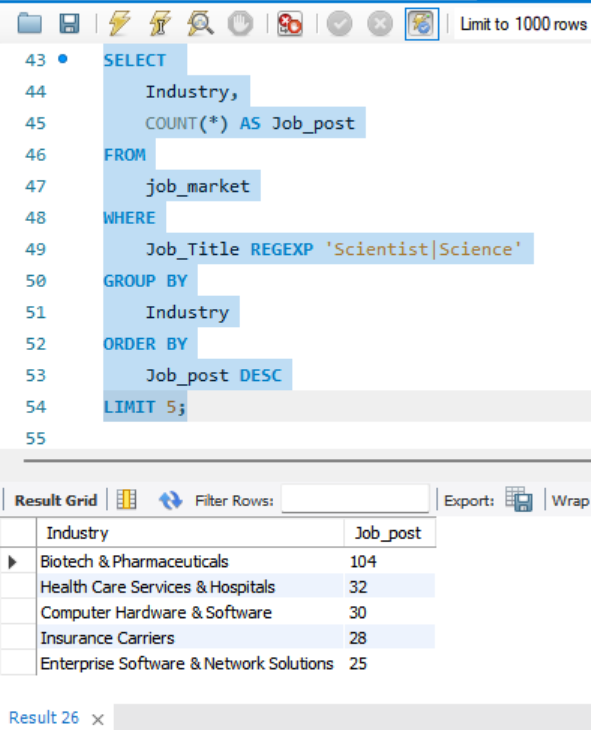 Limit to 1000 rows
43 SELECT
44 Industry,
45 COUNT(*) AS Job_post
46 FROM
47 job_market
48 WHERE
49 Job_Title REGEXP 'Scientist|Science'
50 GROUP BY
51 Industry
52 ORDER BY
53 Job_post DESC
54 LIMIT 5;
55
Result Grid Filter Rows: Export: Wrap
Industry Job_post
Biotech & Pharmaceuticals 104
Health Care Services & Hospitals 32
Computer Hardware & Software 30
Insurance Carriers 28
Enterprise Software & Network Solutions 25
Result 26